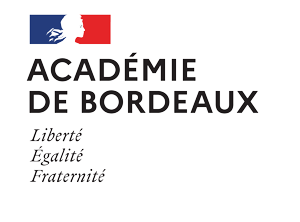 ACADÉMIE
DE BORDEAUX
Liberté
Égalité
Fraternité